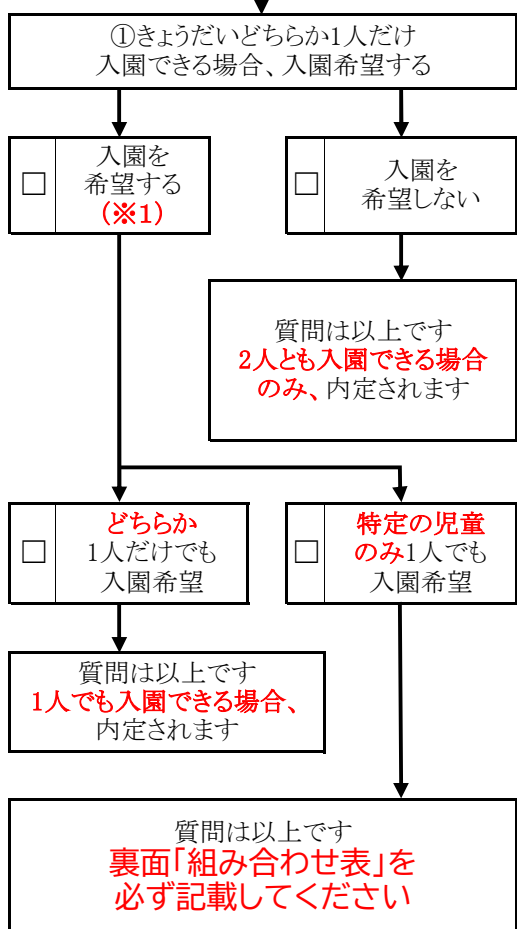 ①きょうだいどちらか1人だけ
入園できる場合、入園希望する
□
入園を
希望する
(※1)
□
入園を
希望しない
質問は以上です
2人とも入園できる場合
のみ、内定されます
□
どちらか
1人だけでも
入園希望
□
特定の児童
のみ1人でも
入園希望
質問は以上です
1人でも入園できる場合、
内定されます
質問は以上です
裏面「組み合わせ表」を
必ず記載してください